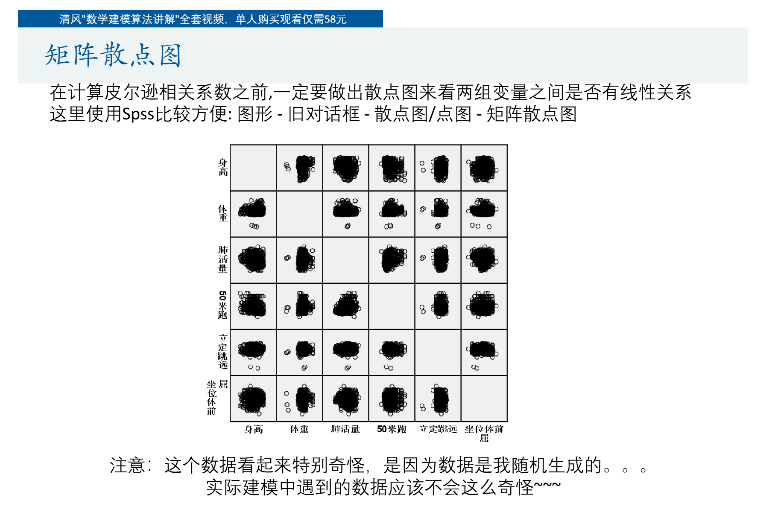 清风"数学建模算法讲解"全套视频，单人购买观看仅需58元
矩阵散点图
在计算皮尔逊相关系数之前,一定要做出散点图来看两组变量之间是否有线性关系
这里使用Spss比较方便: 图形 - 旧对话框 - 散点图/点图 - 矩阵散点图
身高
体重
肺活量
50米跑
立定跳远
坐位体前屈
身高 体重 肺活量 50米跑 立定跳远 坐位体前
屈
注意：这个数据看起来特别奇怪，是因为数据是我随机生成的。。。
实际建模中遇到的数据应该不会这么奇怪~~~